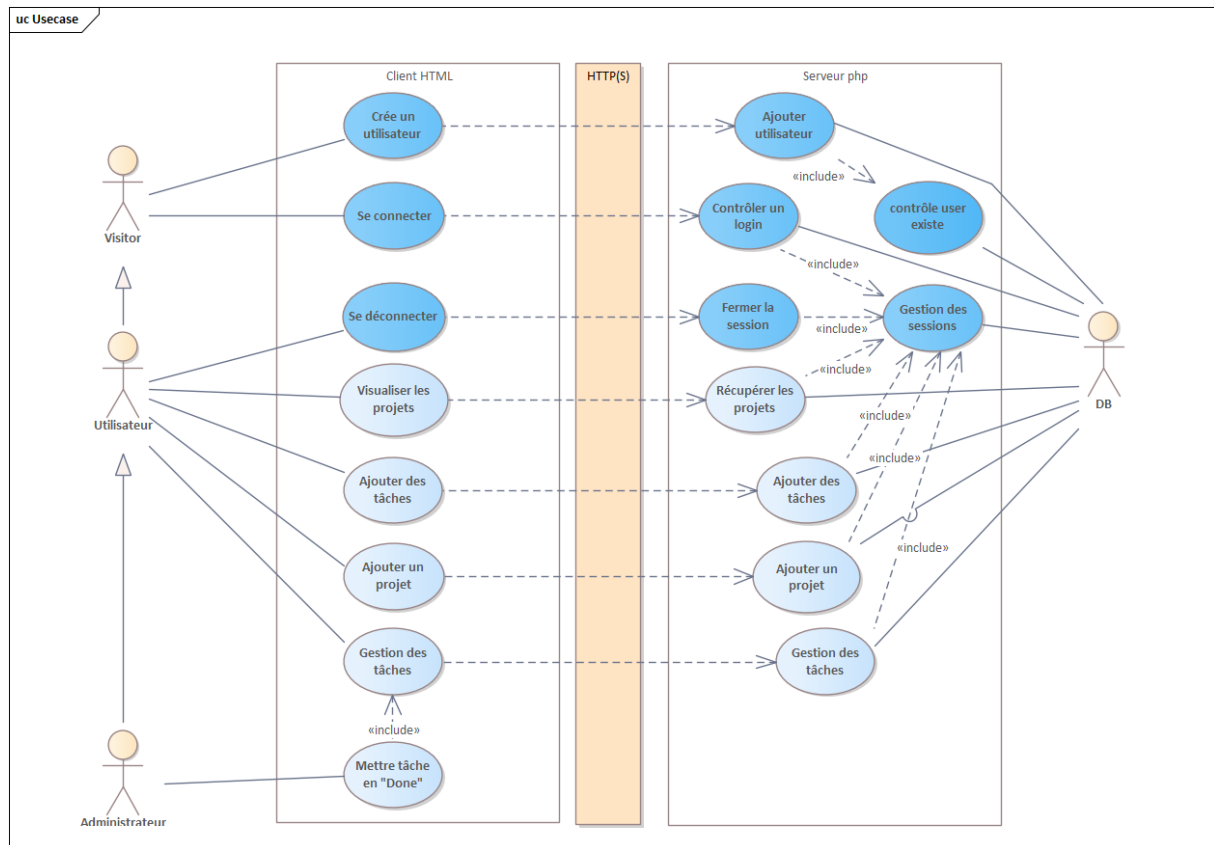 uc Usecase
Client HTML
HTTP(S)
Serveur php
Crée un
utilisateur
Ajouter
utilisateur
«include»
Visitor
Se connecter
Contrôler un
login
contrôle user
existe
«include»
Se déconnecter
Fermer la
session
«include»
Gestion des
sessions
Utilisateur
Visualiser les
projets
«include»
Récupérer les
projets
DB
«include»
Ajouter des
tâches
Ajouter des
tâches
«include»
Ajouter un
projet
Ajouter un
projet
«include»
Gestion des
tâches
Gestion des
tâches
«include»
Mettre tâche
en "Done"
Administrateur